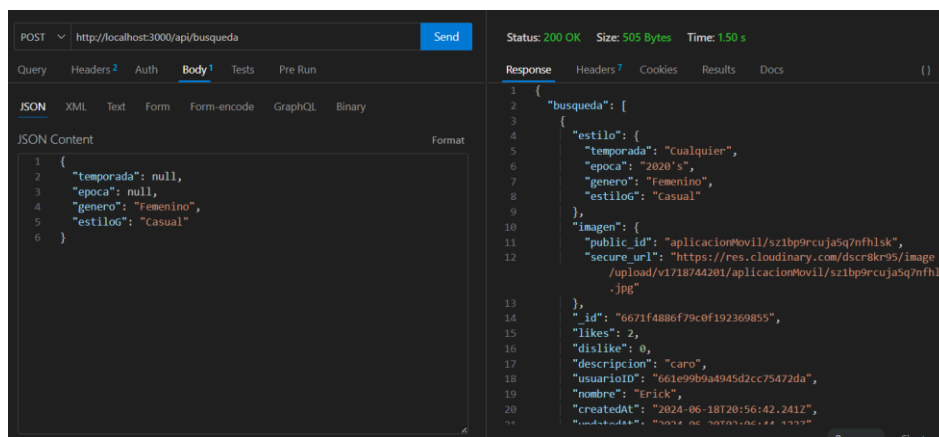 POST http://localhost:3000/api/busqueda Send
Query Headers 2 Auth Body 1 Tests Pre Run
JSON XML Text Form Form-encode GraphQL Binary
JSON Content Format
1 {
2 "temporada": null,
3 "epoca": null,
4 "genero": "Femenino",
5 "estiloG": "Casual"
6 }
Status: 200 OK Size: 505 Bytes Time: 1.50 s
Response Headers 7 Cookies Results Docs {}
1 {
2 "busqueda": [
3 {
4 "estilo": {
5 "temporada": "Cualquier",
6 "epoca": "2020's",
7 "genero": "Femenino",
8 "estiloG": "Casual"
9 },
10 "imagen": {
11 "public_id": "aplicacionMovil/sz1bp9rcuja5q7nfhlsk",
12 "secure_url": "https://res.cloudinary.com/dscr8kr95/image
/upload/v1718744201/aplicacionMovil/sz1bp9rcuja5q7nfhl
.jpg"
13 },
14 "_id": "6671f4886f79c0f192369855",
15 "likes": 2,
16 "dislike": 0,
17 "descripcion": "caro",
18 "usuarioID": "661e99b9a4945d2cc75472da",
19 "nombre": "Erick",
20 "createdAt": "2024-06-18T20:56:42.241Z",